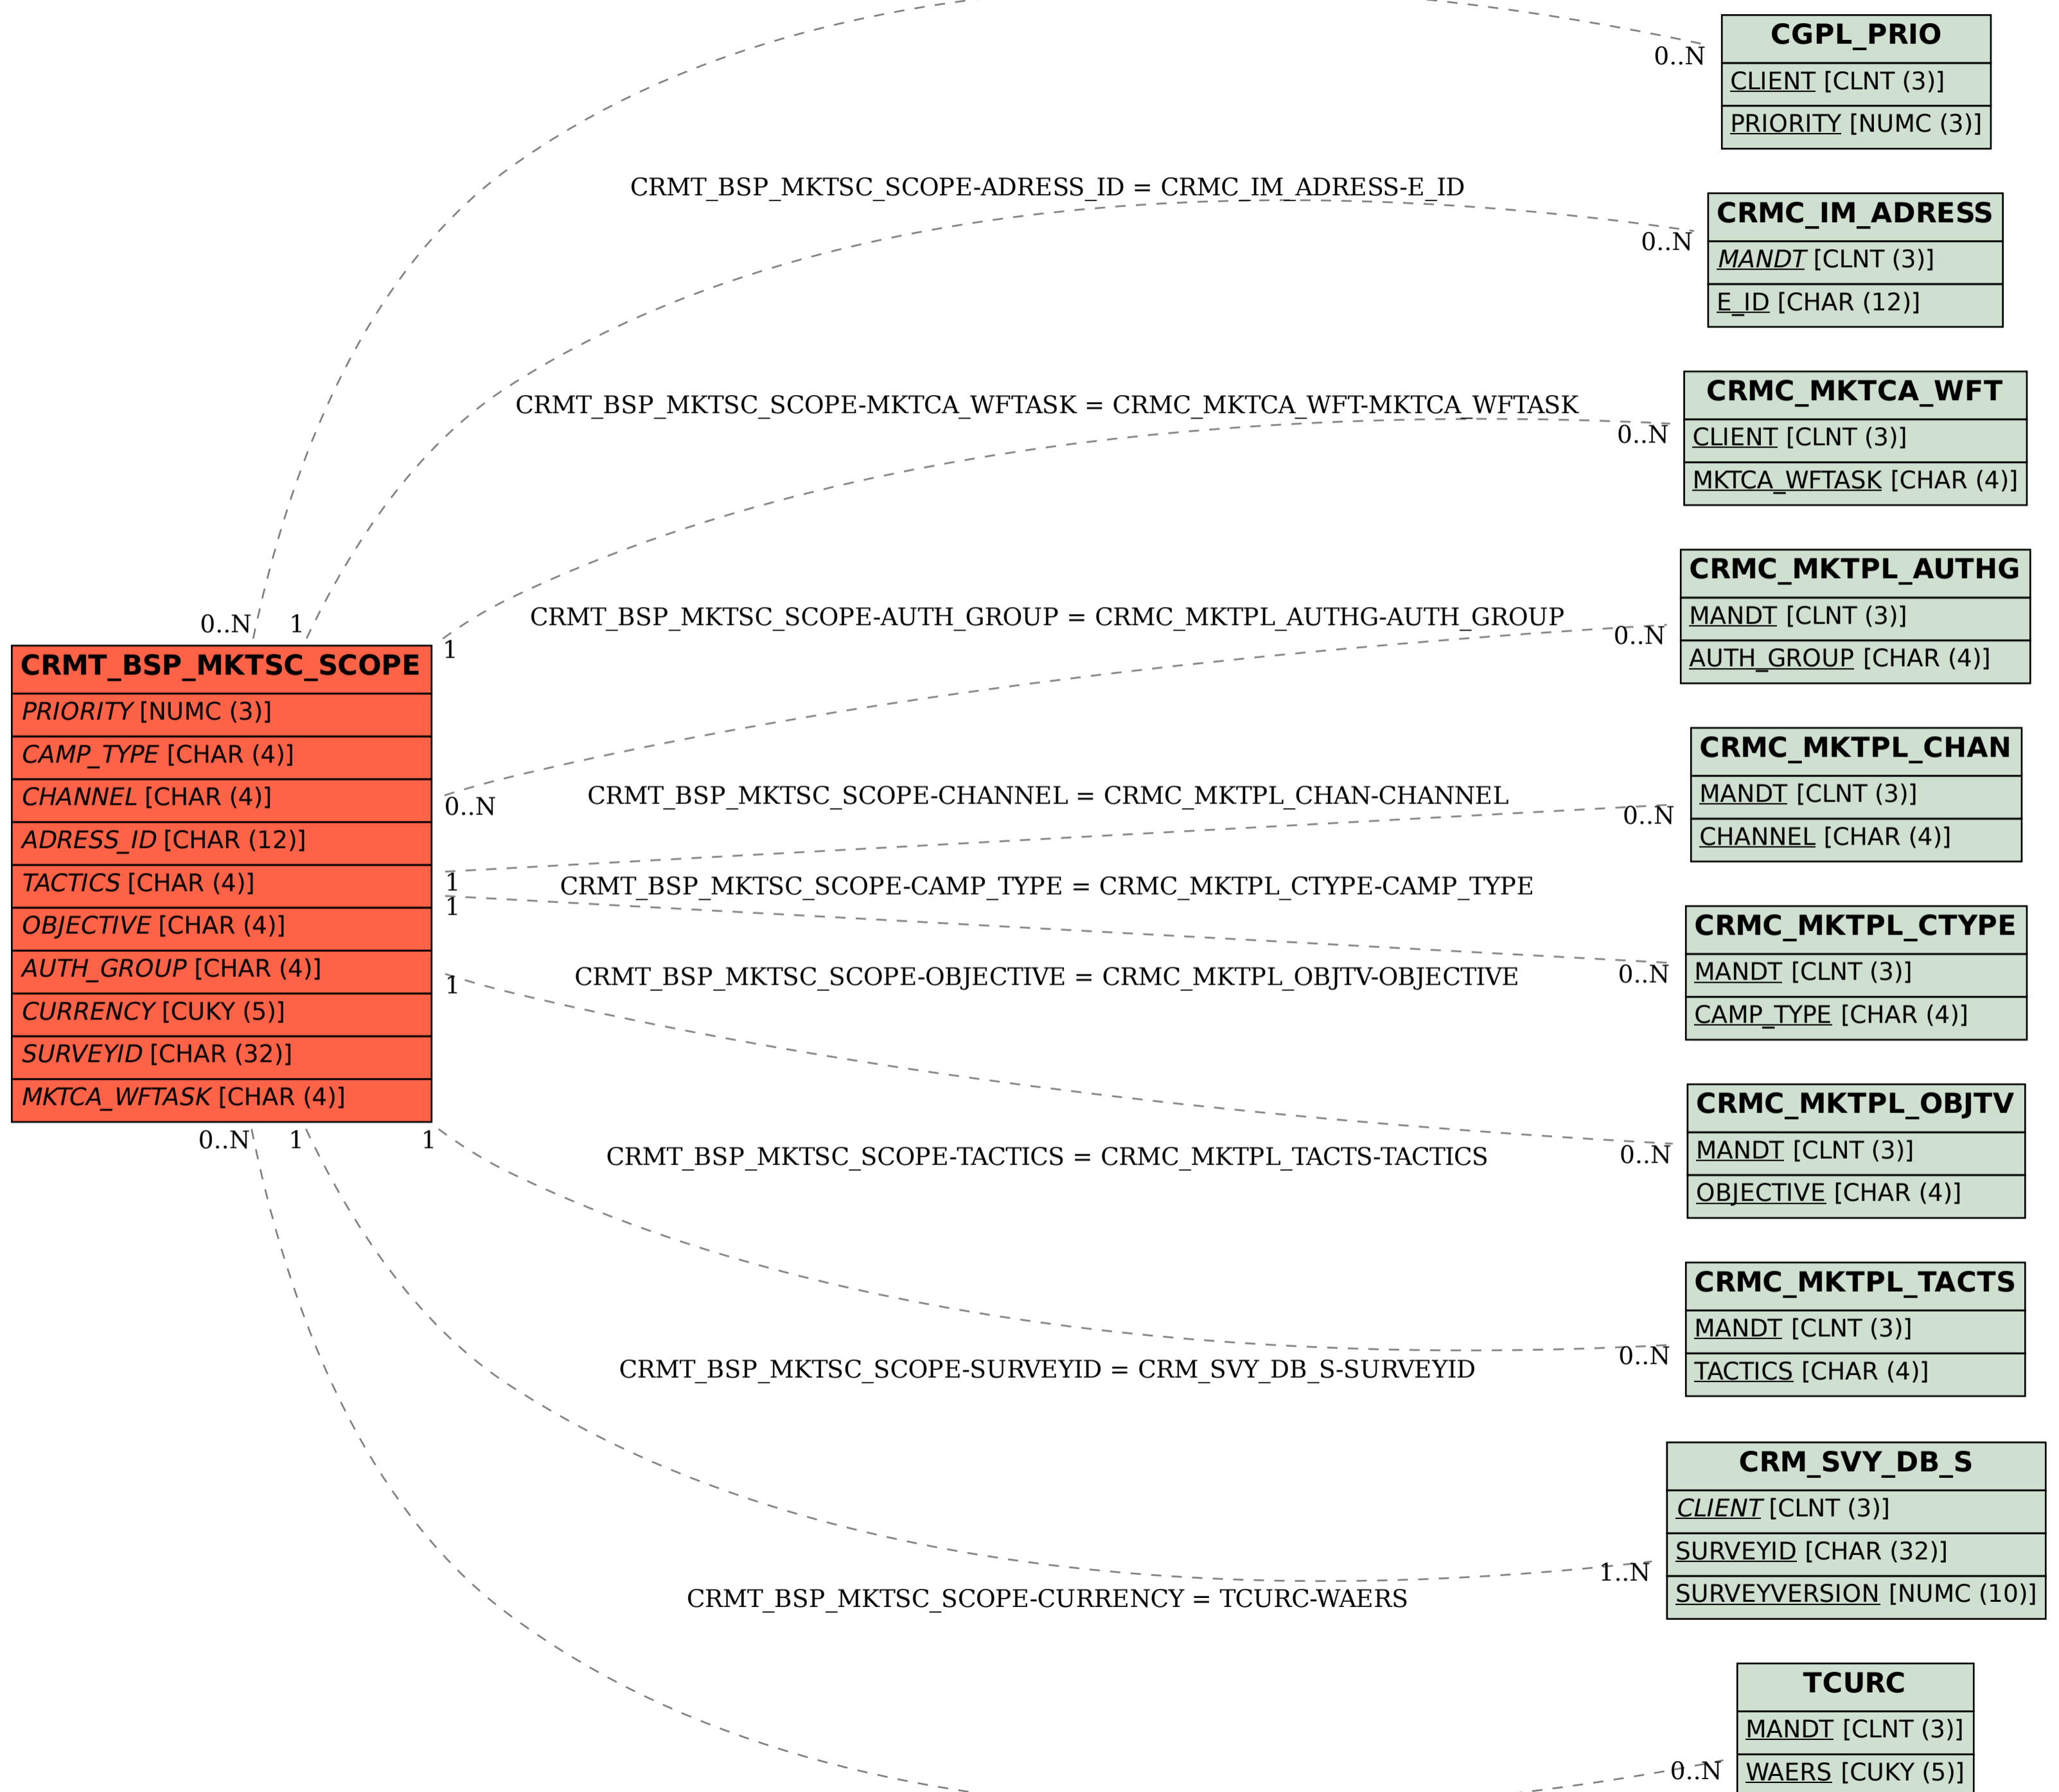 CGPL_PRIO
0..N
CLIENT [CLNT (3)]
PRIORITY [NUMC (3)]
CRMT_BSP_MKTSC_SCOPE-ADRESS_ID = CRMC_IM_ADRESS-E_ID
CRMC_IM_ADRESS
0..N
MANDT [CLNT (3)]
E_ID [CHAR (12)]
CRMT_BSP_MKTSC_SCOPE-MKTCA_WFTASK = CRMC_MKTCA_WFT-MKTCA_WFTASK
CRMC_MKTCA_WFT
0..N
CLIENT [CLNT (3)]
MKTCA_WFTASK [CHAR (4)]
CRMT_BSP_MKTSC_SCOPE-AUTH_GROUP = CRMC_MKTPL_AUTHG-AUTH_GROUP
CRMC_MKTPL_AUTHG
0..N
MANDT [CLNT (3)]
AUTH_GROUP [CHAR (4)]
0..N
1
1
CRMT_BSP_MKTSC_SCOPE
PRIORITY [NUMC (3)]
CAMP_TYPE [CHAR (4)]
CHANNEL [CHAR (4)]
ADRESS_ID [CHAR (12)]
TACTICS [CHAR (4)]
OBJECTIVE [CHAR (4)]
AUTH_GROUP [CHAR (4)]
CURRENCY [CUKY (5)]
SURVEYID [CHAR (32)]
MKTCA_WFTASK [CHAR (4)]
0..N
1
1
1
0..N
1
1
CRMT_BSP_MKTSC_SCOPE-CHANNEL = CRMC_MKTPL_CHAN-CHANNEL
CRMC_MKTPL_CHAN
0..N
MANDT [CLNT (3)]
CHANNEL [CHAR (4)]
CRMT_BSP_MKTSC_SCOPE-CAMP_TYPE = CRMC_MKTPL_CTYPE-CAMP_TYPE
CRMC_MKTPL_CTYPE
0..N
MANDT [CLNT (3)]
CAMP_TYPE [CHAR (4)]
CRMT_BSP_MKTSC_SCOPE-OBJECTIVE = CRMC_MKTPL_OBJTV-OBJECTIVE
CRMC_MKTPL_OBJTV
0..N
MANDT [CLNT (3)]
OBJECTIVE [CHAR (4)]
CRMT_BSP_MKTSC_SCOPE-TACTICS = CRMC_MKTPL_TACTS-TACTICS
CRMC_MKTPL_TACTS
0..N
MANDT [CLNT (3)]
TACTICS [CHAR (4)]
CRMT_BSP_MKTSC_SCOPE-SURVEYID = CRM_SVY_DB_S-SURVEYID
CRM_SVY_DB_S
1..N
CLIENT [CLNT (3)]
SURVEYID [CHAR (32)]
SURVEYVERSION [NUMC (10)]
CRMT_BSP_MKTSC_SCOPE-CURRENCY = TCURC-WAERS
TCURC
0..N
MANDT [CLNT (3)]
WAERS [CUKY (5)]